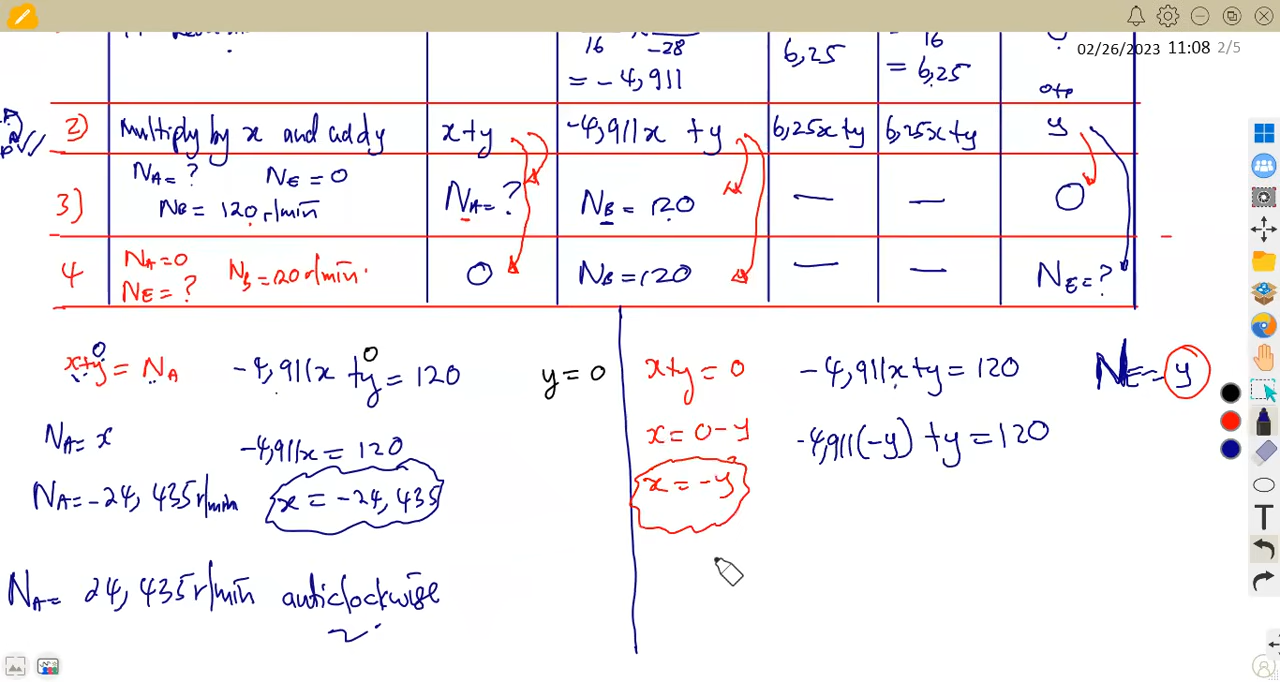 02/26/2023 11:08 2/5
16 -28
= -4,911
6,25
16
= 6,25
2) Multiply by x and addy x+y -4,911x + y 6,25x+y 6,25x+y y
3) NA = ? NE = 0
NB = 120 r/min
NA = ? NB = 120 — — 0
4 NA = 0 NB = 120 r/min.
NE = ?
0 NB = 120 — — NE = ?
x+y = NA -4,911x + y = 120 y = 0
0 0
NA = x -4,911x = 120
NA = -24,435 r/min x = -24,435
NA = 24,435 r/min anticlockwise
x+y = 0 -4,911x+y = 120 NE = y
x = 0 - y -4,911(-y) + y = 120
x = -y
T